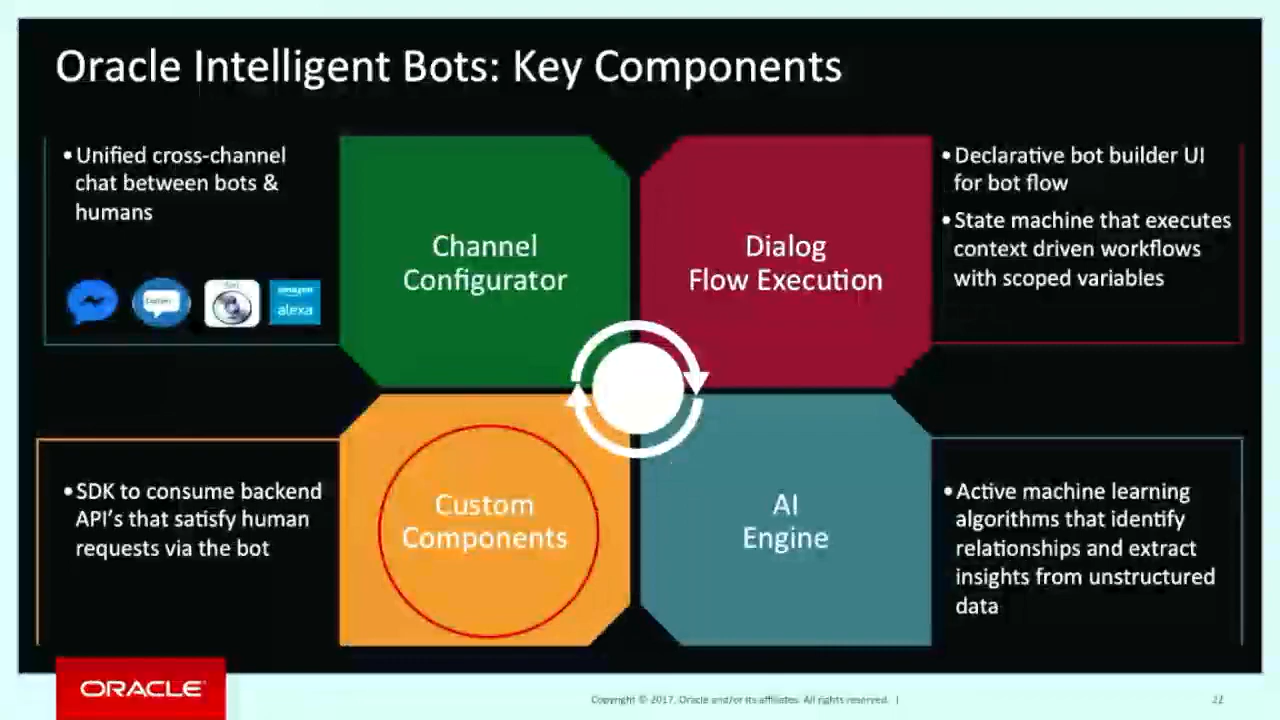 Oracle Intelligent Bots: Key Components
• Unified cross-channel
chat between bots &
humans
amazon
alexa
Channel
Configurator
Dialog
Flow Execution
• Declarative bot builder UI
for bot flow
• State machine that executes
context driven workflows
with scoped variables
• SDK to consume backend
API's that satisfy human
requests via the bot
Custom
Components
AI
Engine
• Active machine learning
algorithms that identify
relationships and extract
insights from unstructured
data
ORACLE
Copyright © 2017, Oracle and/or its affiliates. All rights reserved. |
22